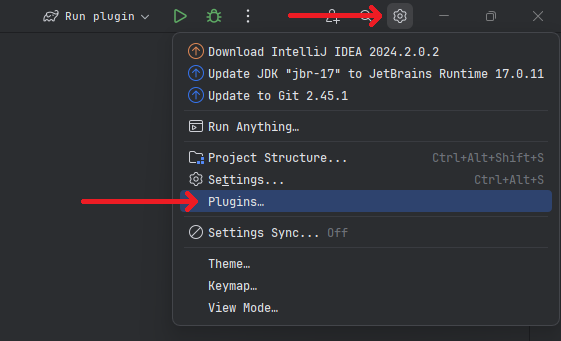 Run plugin
Download IntelliJ IDEA 2024.2.0.2
Update JDK "jbr-17" to JetBrains Runtime 17.0.11
Update to Git 2.45.1
Run Anything…
Project Structure... Ctrl+Alt+Shift+S
Settings... Ctrl+Alt+S
Plugins…
Settings Sync... Off
Theme…
Keymap…
View Mode…